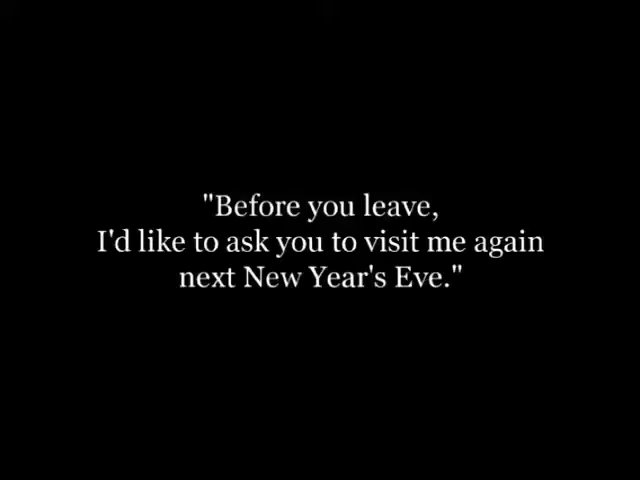 "Before you leave,
I'd like to ask you to visit me again
next New Year's Eve."